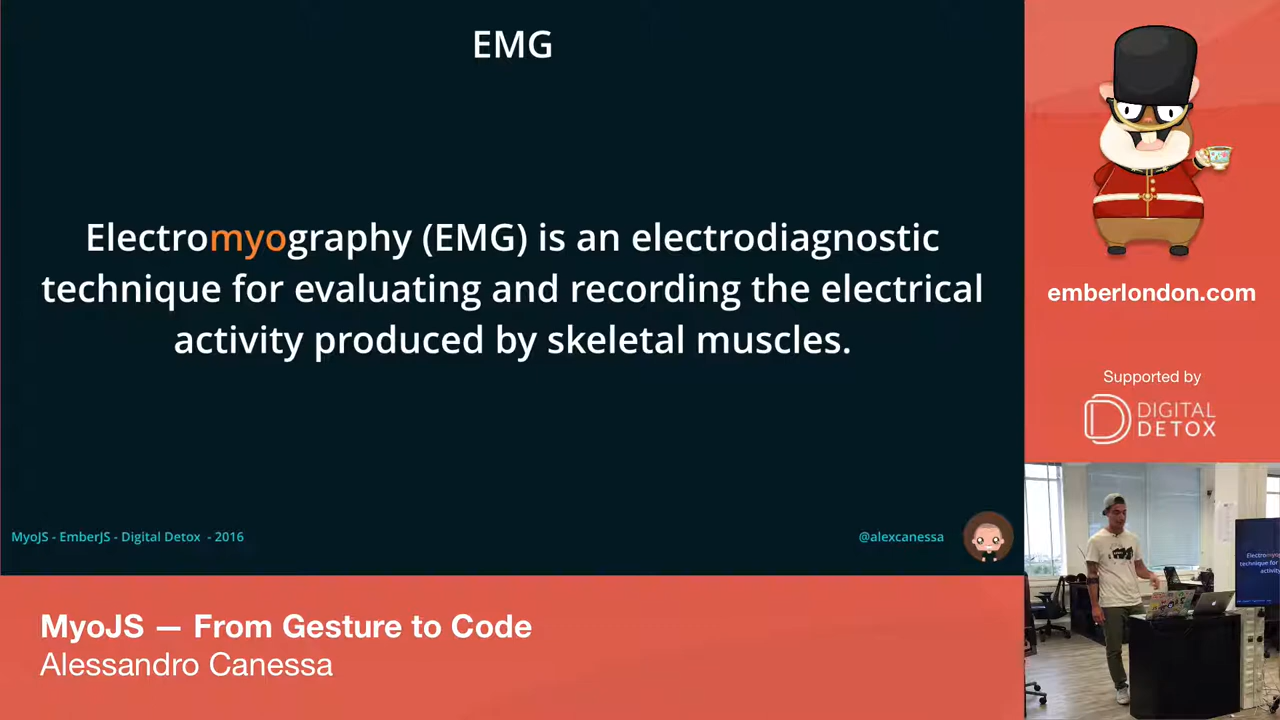 EMG
Electromyography (EMG) is an electrodiagnostic
technique for evaluating and recording the electrical
activity produced by skeletal muscles.
MyoJS - EmberJS - Digital Detox - 2016
@alexcanessa
MyoJS — From Gesture to Code
Alessandro Canessa
emberlondon.com
Supported by
DIGITAL
DETOX